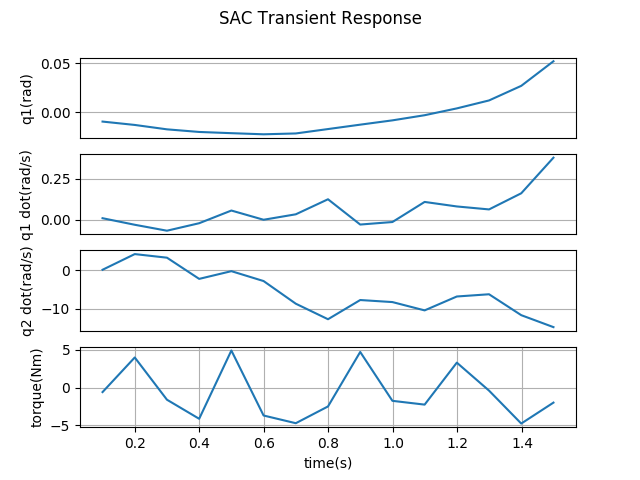 SAC Transient Response
q1(rad)
0.05
0.00
q1 dot(rad/s)
0.25
0.00
q2 dot(rad/s)
0
−10
torque(Nm)
5
0
−5
0.2 0.4 0.6 0.8 1.0 1.2 1.4
time(s)